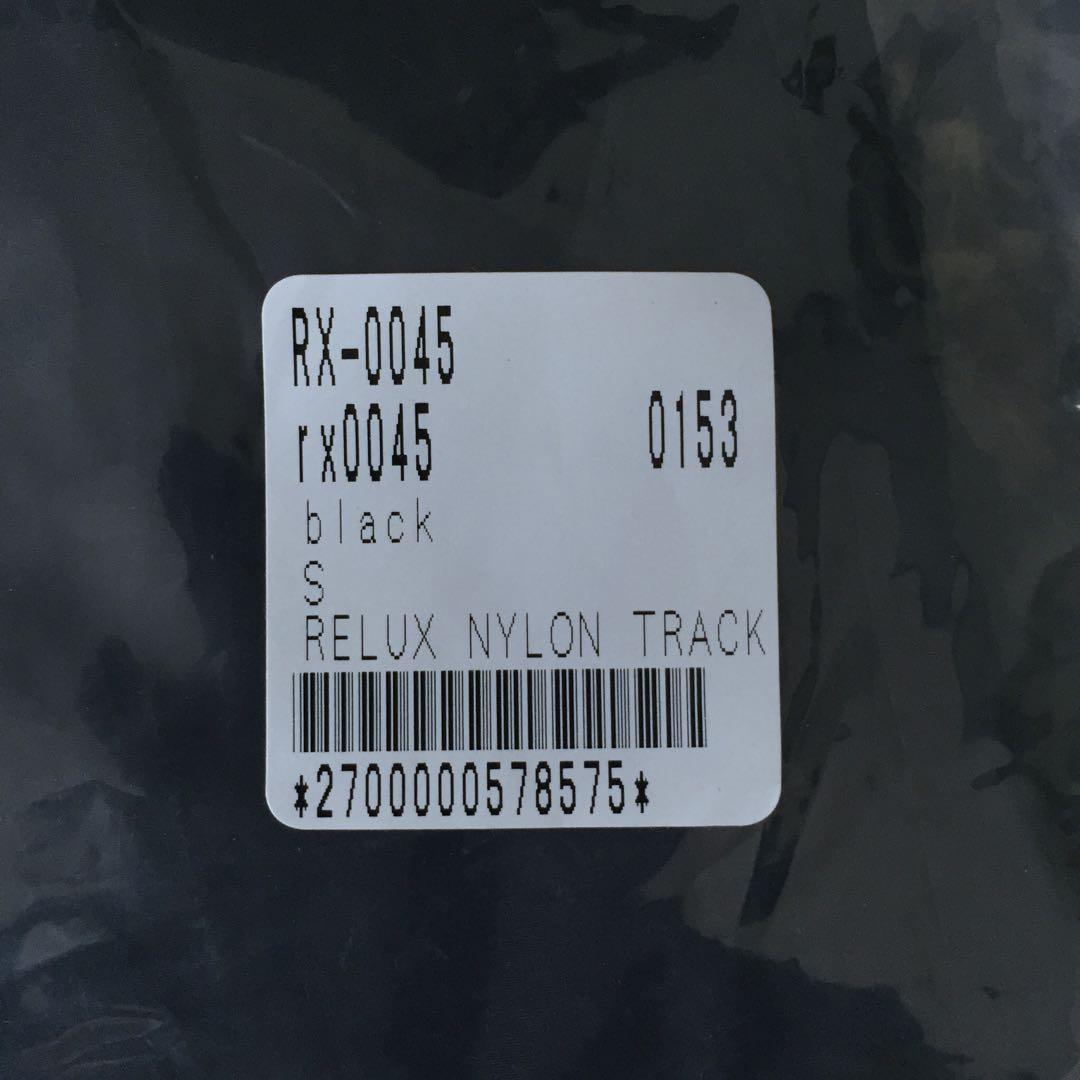 RX-0045
rx0045 0153
black
S
RELUX NYLON TRACK
*2700000578575*